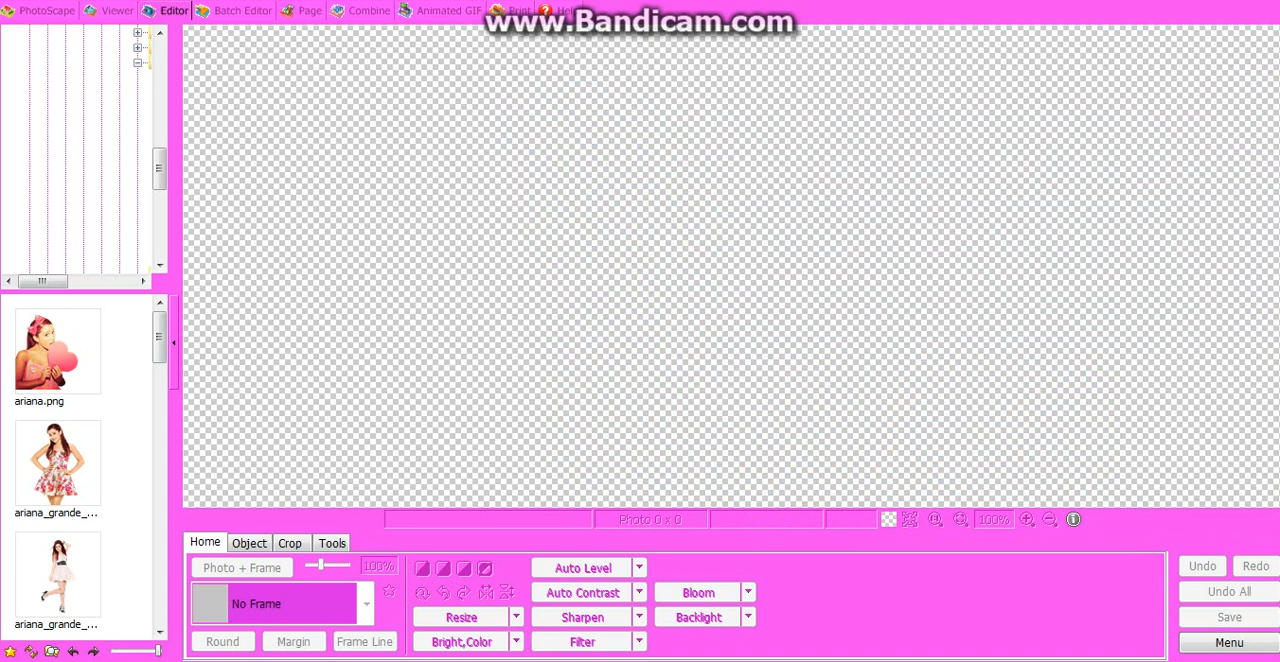 PhotoScape Viewer Editor Batch Editor Page Combine Animated GIF Print Help
www.Bandicam.com
ariana.png
ariana_grande_...
ariana_grande_...
Photo 0 x 0 100%
Home Object Crop Tools
Photo + Frame 100%
No Frame
Round Margin Frame Line
Resize
Bright,Color
Auto Level
Auto Contrast
Sharpen
Filter
Bloom
Backlight
Undo Redo
Undo All
Save
Menu